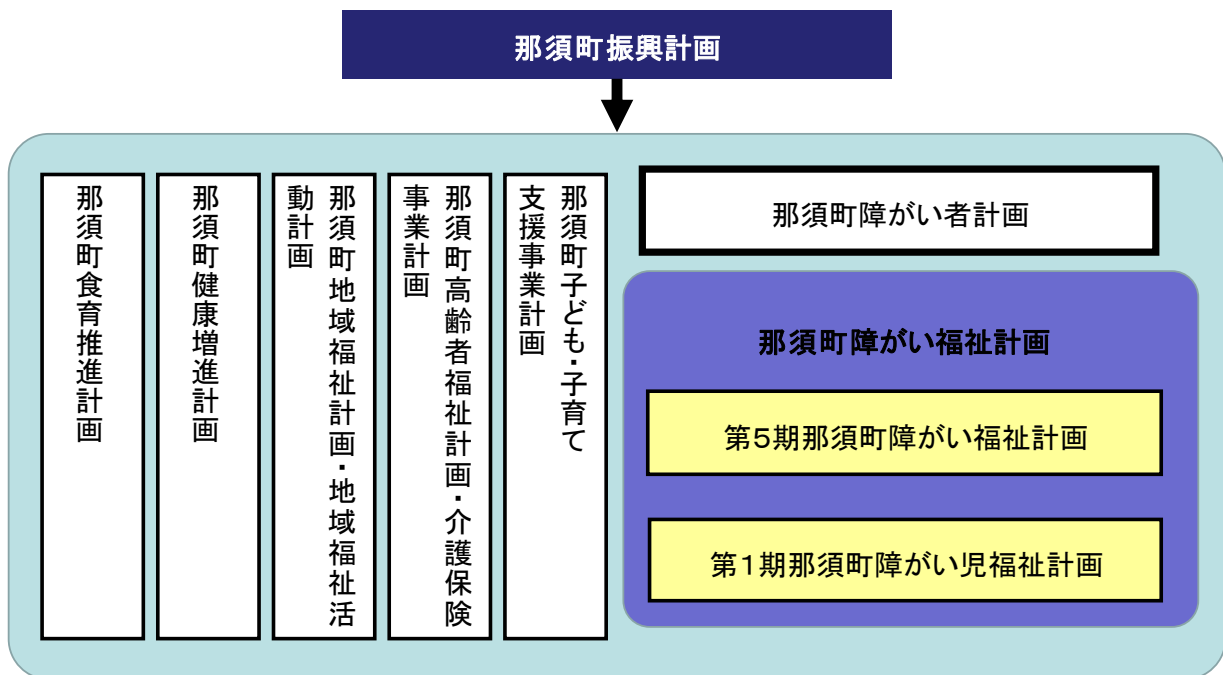 那須町振興計画
那須町食育推進計画
那須町健康増進計画
那須町地域福祉計画・地域福祉活
動計画
那須町高齢者福祉計画・介護保険
事業計画
那須町子ども・子育て
支援事業計画
那須町障がい者計画
那須町障がい福祉計画
第5期那須町障がい福祉計画
第1期那須町障がい児福祉計画